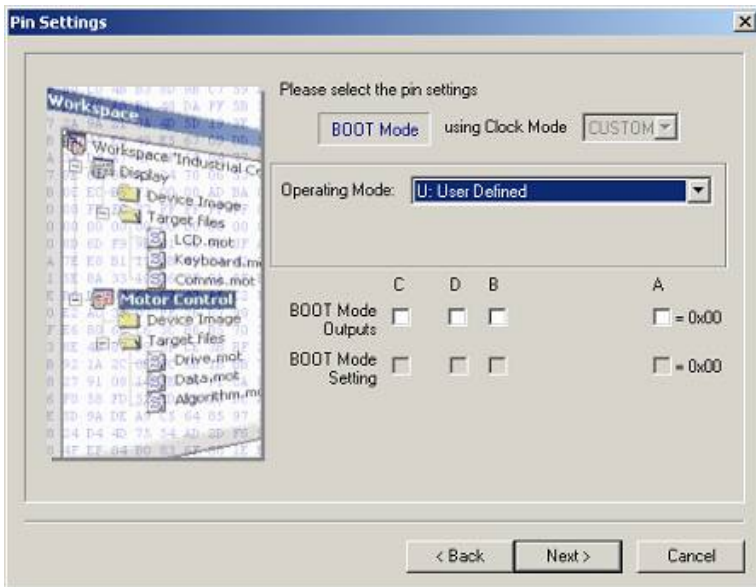 Pin Settings
Please select the pin settings
BOOT Mode using Clock Mode CUSTOM
Operating Mode: U: User Defined
C D B A
BOOT Mode Outputs = 0x00
BOOT Mode Setting = 0x00
Workspace
Workspace "Industrial Co
Display
Device Image
Target files
LCD.mot
Keyboard.m
Comms.mot
Motor Control
Device Image
Target files
Drive.mot
Data.mot
Algorithm.mo
< Back Next > Cancel